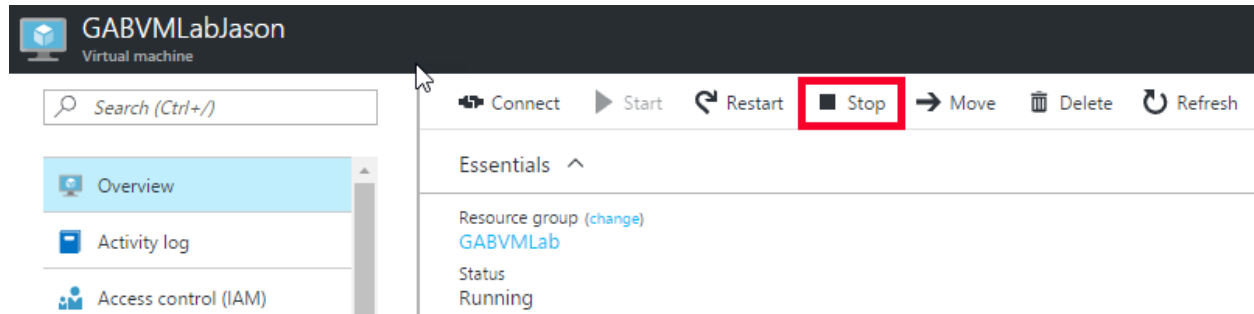 GABVMLabJason
Virtual machine
Search (Ctrl+/)
Connect Start Restart Stop Move Delete Refresh
Essentials
Overview
Activity log
Access control (IAM)
Resource group (change)
GABVMLab
Status
Running